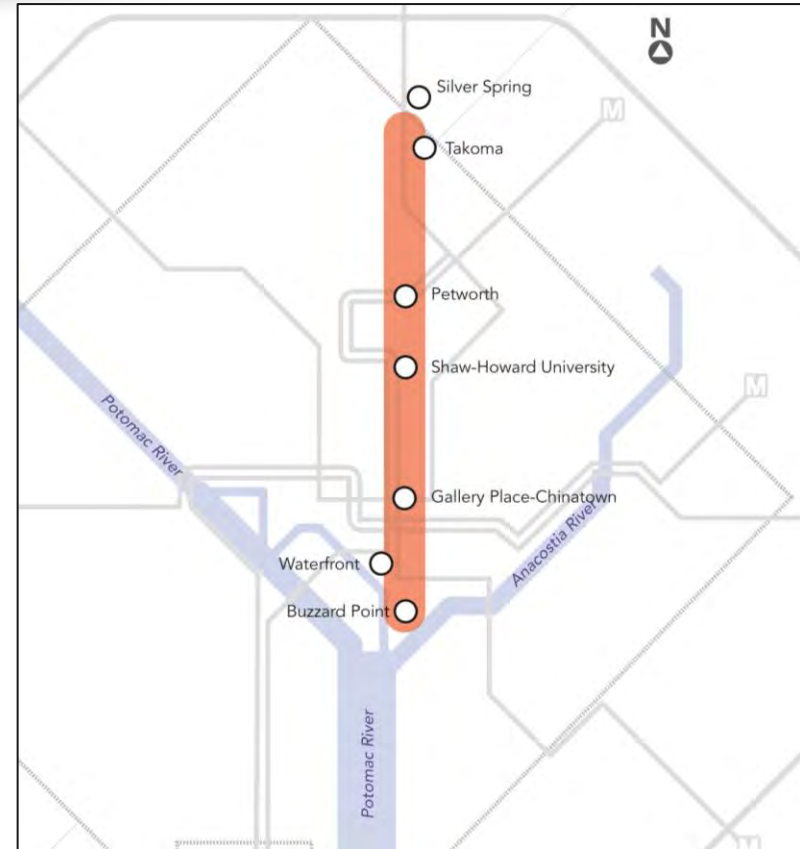 N
Silver Spring
M
Takoma
Petworth
Shaw-Howard University
M
Potomac River
Gallery Place-Chinatown
Anacostia River
Waterfront
Buzzard Point
Potomac River
M